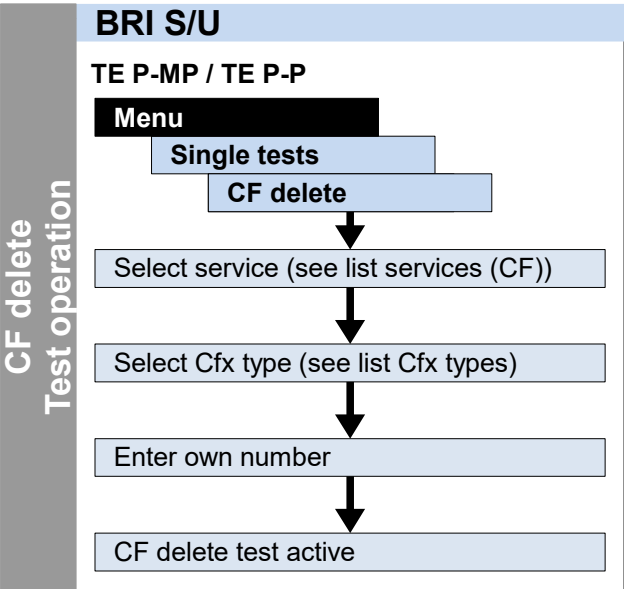 BRI S/U
TE P-MP / TE P-P
Menu
Single tests
CF delete
Select service (see list services (CF))
Select Cfx type (see list Cfx types)
Enter own number
CF delete test active
CF delete
Test operation